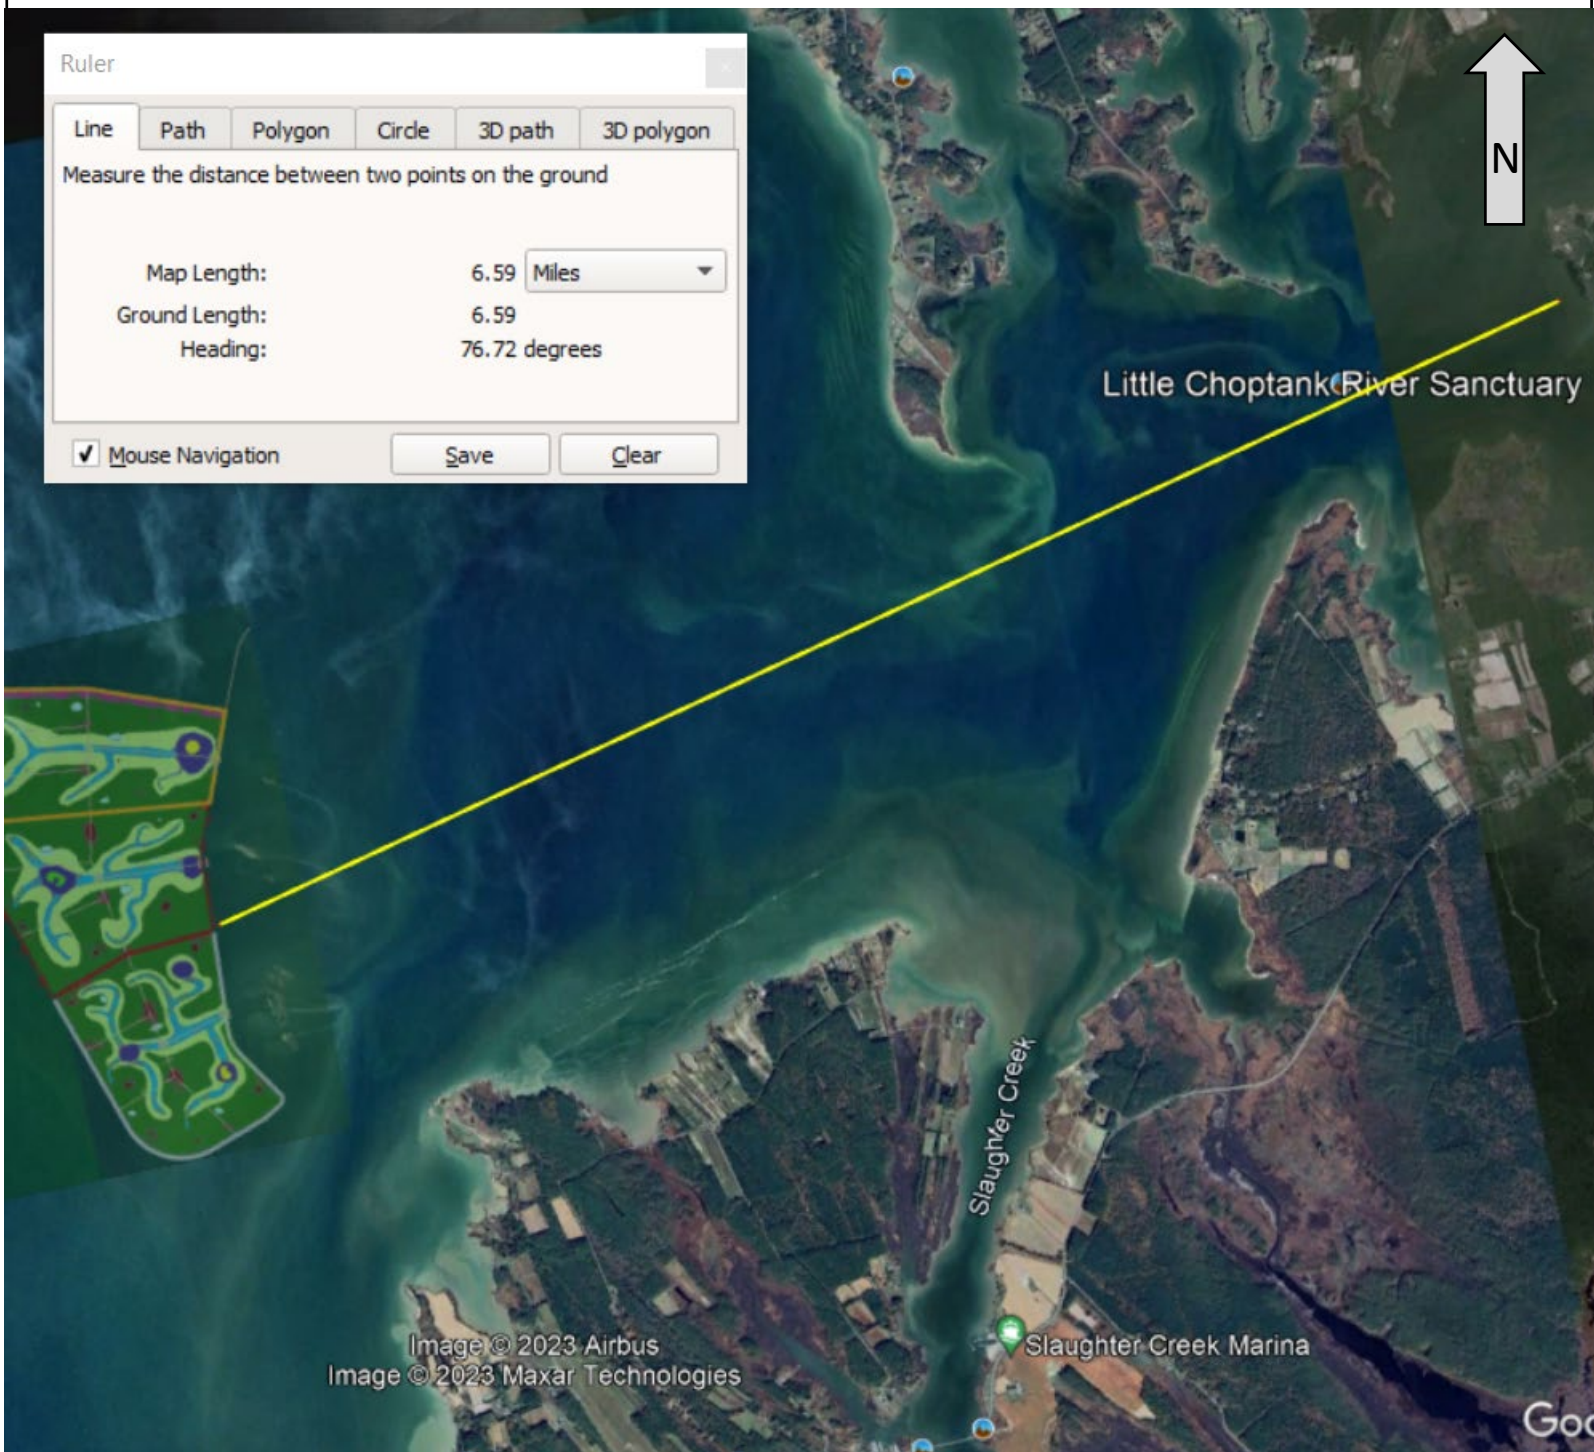 Ruler
Line Path Polygon Circle 3D path 3D polygon
Measure the distance between two points on the ground
Map Length: 6.59 Miles
Ground Length: 6.59
Heading: 76.72 degrees
Mouse Navigation Save Clear
N
Little Choptank River Sanctuary
Slaughter Creek
Slaughter Creek Marina
Image © 2023 Airbus
Image © 2023 Maxar Technologies
Goo